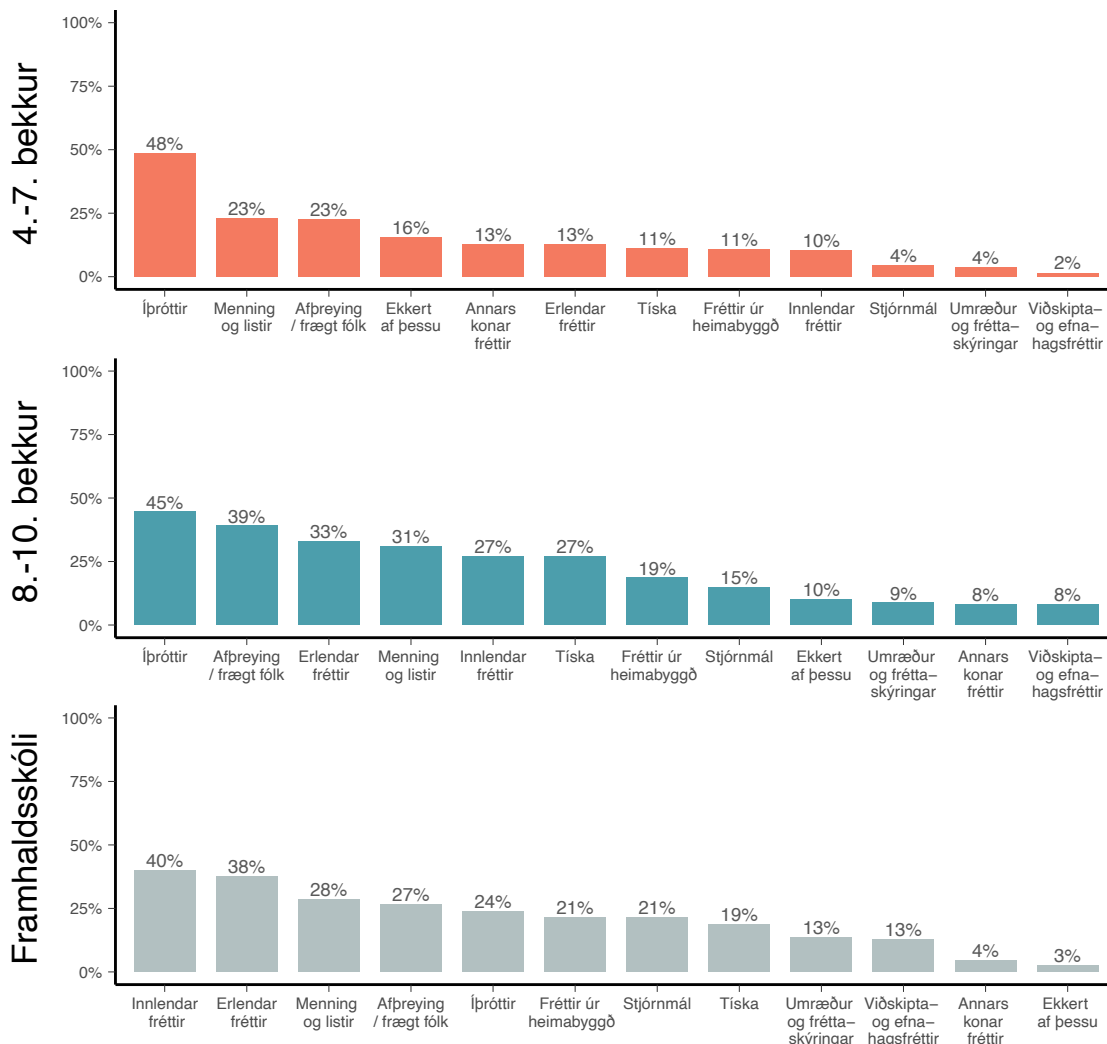 4.-7. bekkur
100%
75%
50%
25%
0%
48%
23%
23%
16%
13%
13%
11%
11%
10%
4%
4%
2%
Íþróttir
Menning
og listir
Afþreying
/ frægt fólk
Ekkert
af þessu
Annars
konar
fréttir
Erlendar
fréttir
Tíska
Fréttir úr
heimabyggð
Innlendar
fréttir
Stjórnmál
Umræður
og frétta–
skýringar
Viðskipta–
og efna–
hagsfréttir
8.-10. bekkur
100%
75%
50%
25%
0%
45%
39%
33%
31%
27%
27%
19%
15%
10%
9%
8%
8%
Íþróttir
Afþreying
/ frægt fólk
Erlendar
fréttir
Menning
og listir
Innlendar
fréttir
Tíska
Fréttir úr
heimabyggð
Stjórnmál
Ekkert
af þessu
Umræður
og frétta–
skýringar
Annars
konar
fréttir
Viðskipta–
og efna–
hagsfréttir
Framhaldsskóli
100%
75%
50%
25%
0%
40%
38%
28%
27%
24%
21%
21%
19%
13%
13%
4%
3%
Innlendar
fréttir
Erlendar
fréttir
Menning
og listir
Afþreying
/ frægt fólk
Íþróttir
Fréttir úr
heimabyggð
Stjórnmál
Tíska
Umræður
og frétta–
skýringar
Viðskipta–
og efna–
hagsfréttir
Annars
konar
fréttir
Ekkert
af þessu